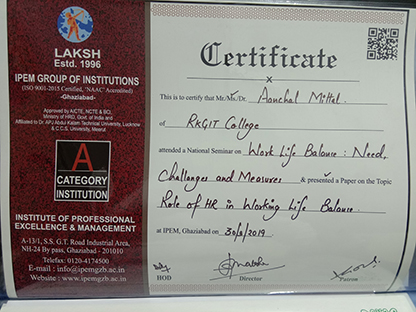 LAKSH
Estd. 1996
IPEM GROUP OF INSTITUTIONS
(ISO 9001-2015 Certified, 'NAAC' Accredited)
-Ghaziabad-
Approved by AICTE, NCTE & BCI,
Ministry of HRD, Govt. of India and
Affiliated to Dr. APJ Abdul Kalam Technical University, Lucknow
& C.C.S. University, Meerut
A
CATEGORY
INSTITUTION
INSTITUTE OF PROFESSIONAL
EXCELLENCE & MANAGEMENT
A-13/1, S.S. G.T. Road Industrial Area,
NH-24 By pass, Ghaziabad - 201010
Telefax: 0120-4174500
E-mail : info@ipemgzb.ac.in
Website : www.ipemgzb.ac.in
Certificate
This is to certify that Mr./Ms./Dr. Aanchal Mittal
of RKGIT College
attended a National Seminar on Work Life Balance : Need,
Challenges and Measures & presented a Paper on the Topic
Role of HR in Working Life Balance
at IPEM, Ghaziabad on 30/8/2019
HOD
Director
Patron